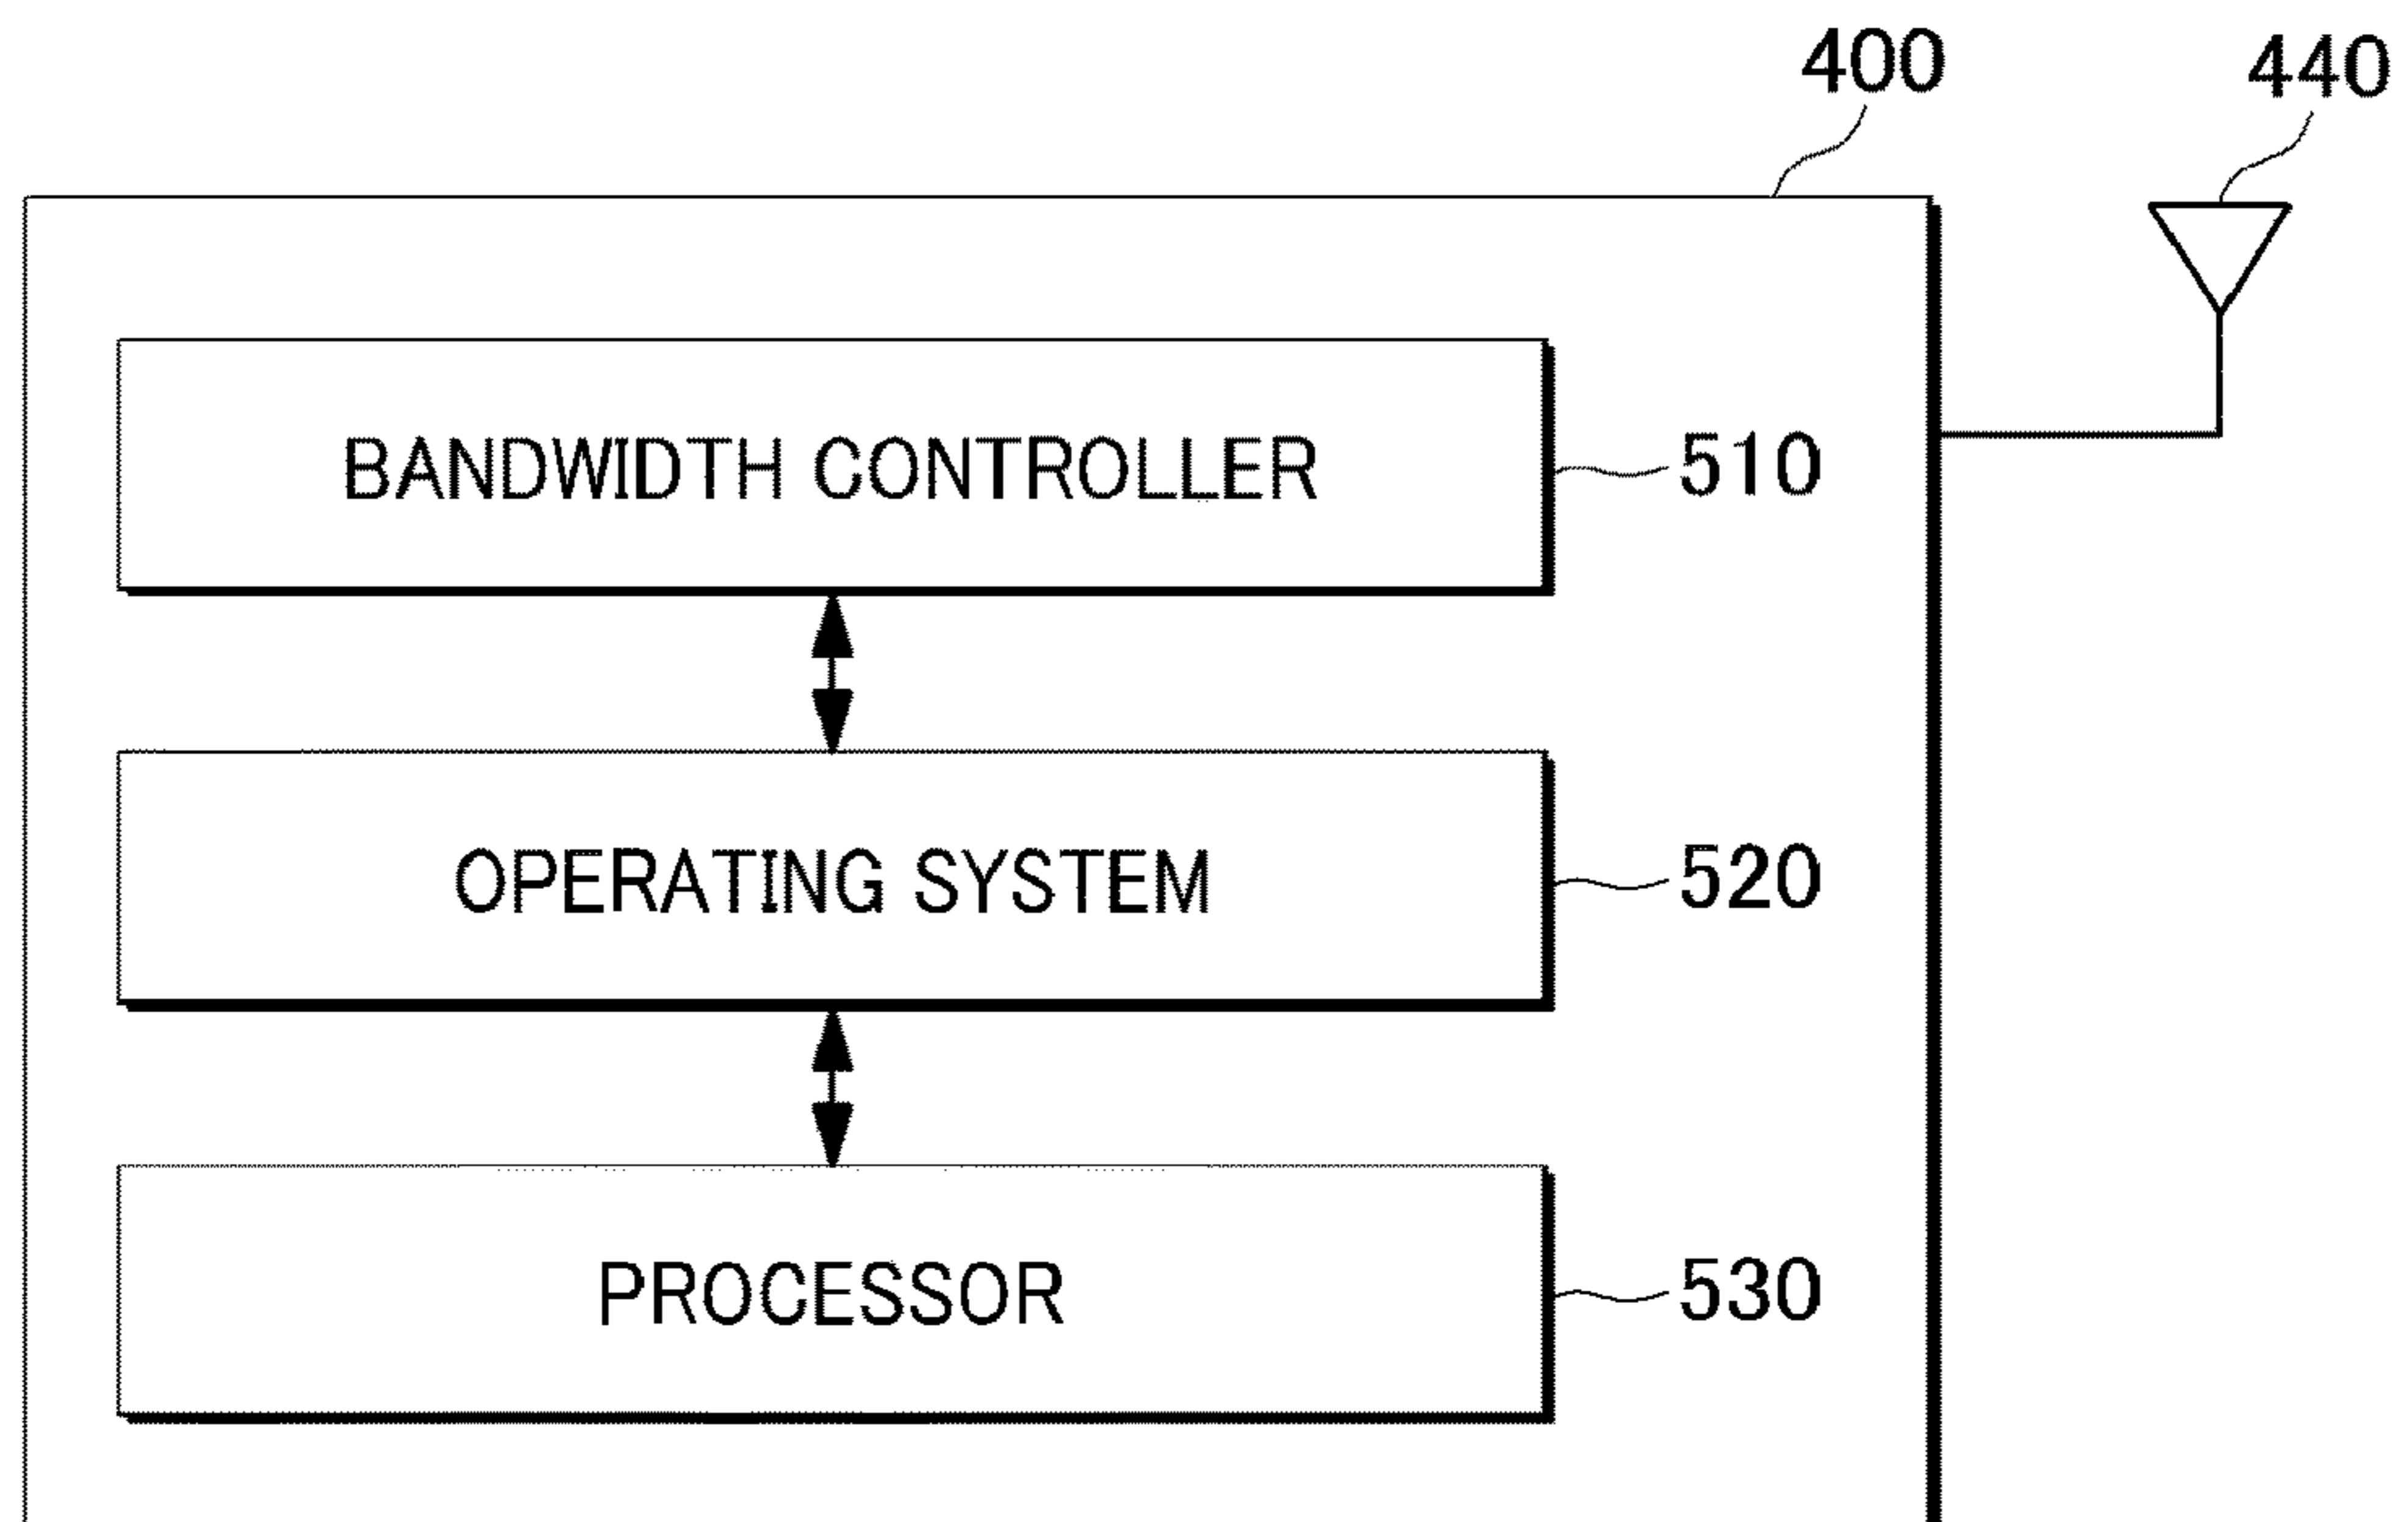 400
440
BANDWIDTH CONTROLLER
510
OPERATING SYSTEM
520
PROCESSOR
530